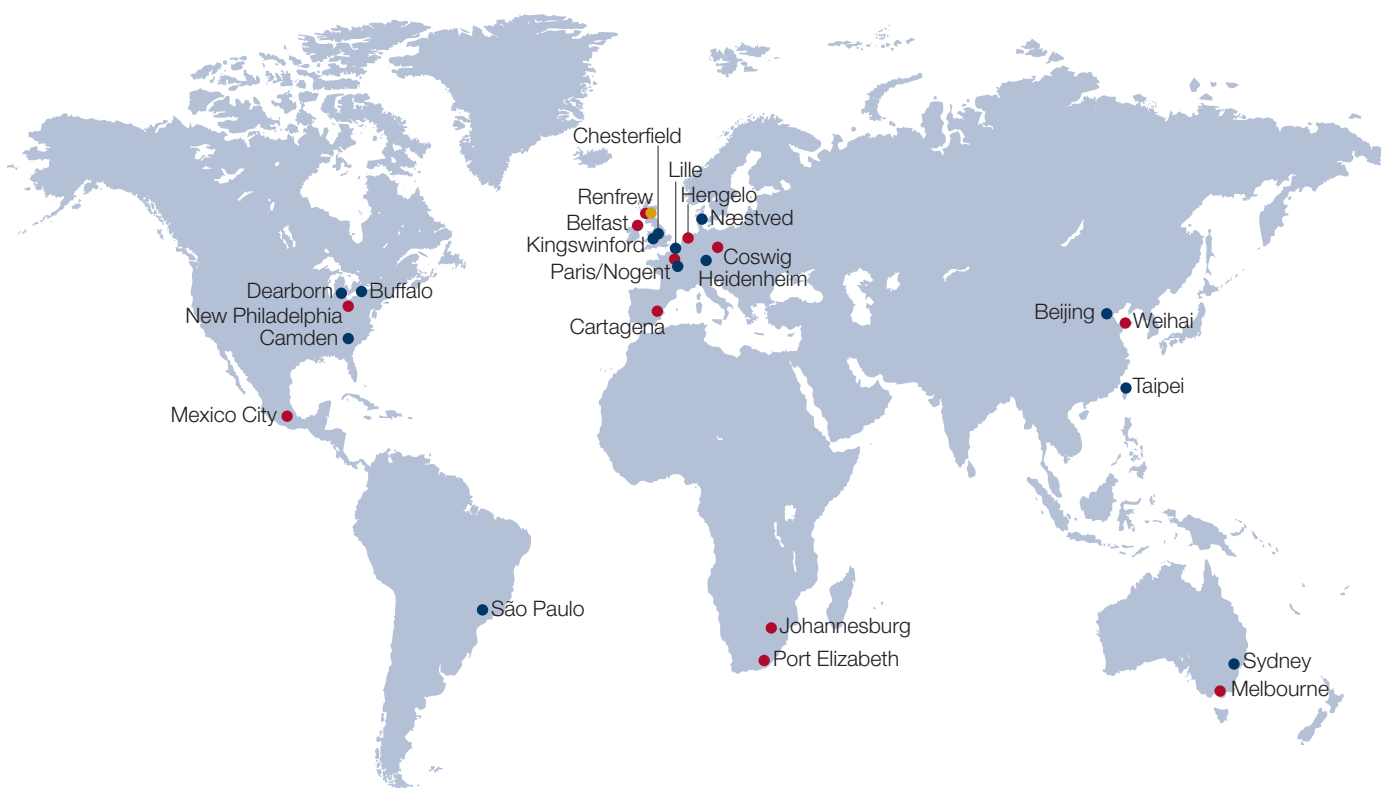 Chesterfield
Lille
Renfrew
Hengelo
Belfast
Næstved
Kingswinford
Coswig
Paris/Nogent
Heidenheim
Dearborn
Buffalo
New Philadelphia
Camden
Cartagena
Beijing
Weihai
Taipei
Mexico City
São Paulo
Johannesburg
Port Elizabeth
Sydney
Melbourne